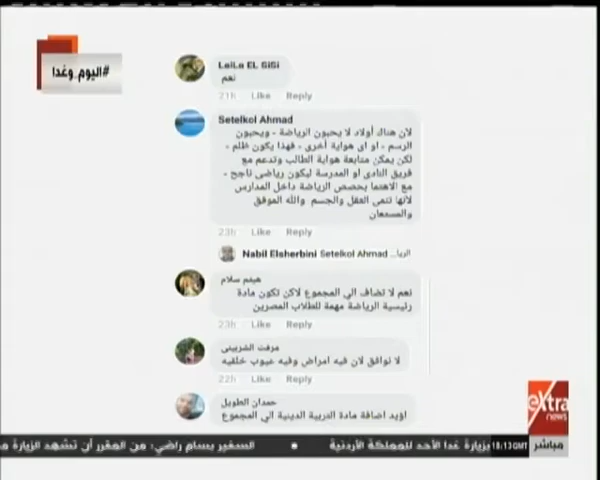 #اليوم_وغدا
LeiLa EL SiSi
نعم
21h Like Reply
Setelkol Ahmad
لان هناك أولاد لا يحبون الرياضة - ويحبون
الرسم - او اى هواية أخرى - فهذا يكون ظلم -
لكن يمكن متابعة هواية الطالب وتدعم مع
فريق النادى او المدرسة ليكون رياضى ناجح -
مع الاهتما بحصص الرياضة داخل المدارس
لأنها تنمى العقل والجسم والله الموفق
والمستعان
23h Like Reply
Nabil Elsherbini Setelkol Ahmad الريا...
هيثم سلام
نعم لا تضاف الي المجموع لاكن تكون مادة
رئيسية الرياضة مهمة للطلاب المصرين
23h Like Reply
مرفت الشربينى
لا نوافق لان فيه امراض وفيه عيوب خلقيه
22h Like Reply
حمدان الطويل
اؤيد اضافة مادة التربية الدينية الي المجموع
eXtra
news
مباشر
18:13 GMT
بزيارة غدا الأحد للمملكة الأردنية
السفير بسام راضي: من المقرر أن تشهد الزيارة